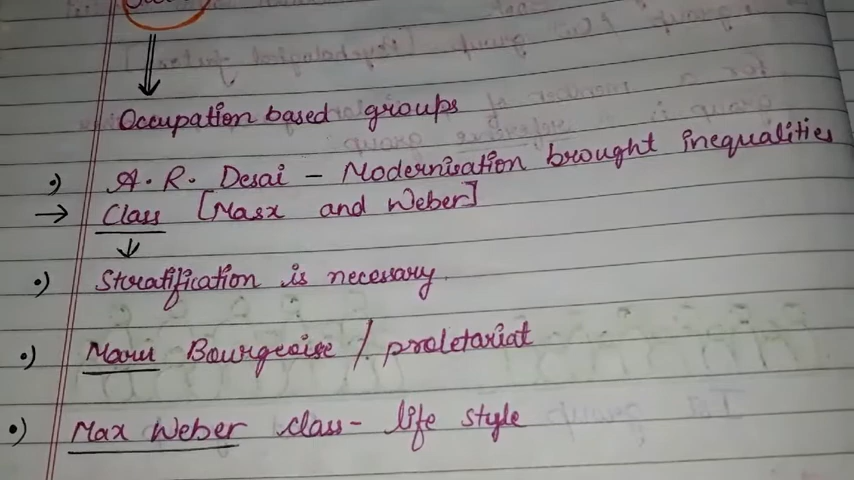 Occupation based groups
•) A. R. Desai – Modernisation brought inequalities
→ Class [Marx and Weber]
•) Stratification is necessary
•) Marx Bourgeoise / proletariat
•) Max Weber class - life style